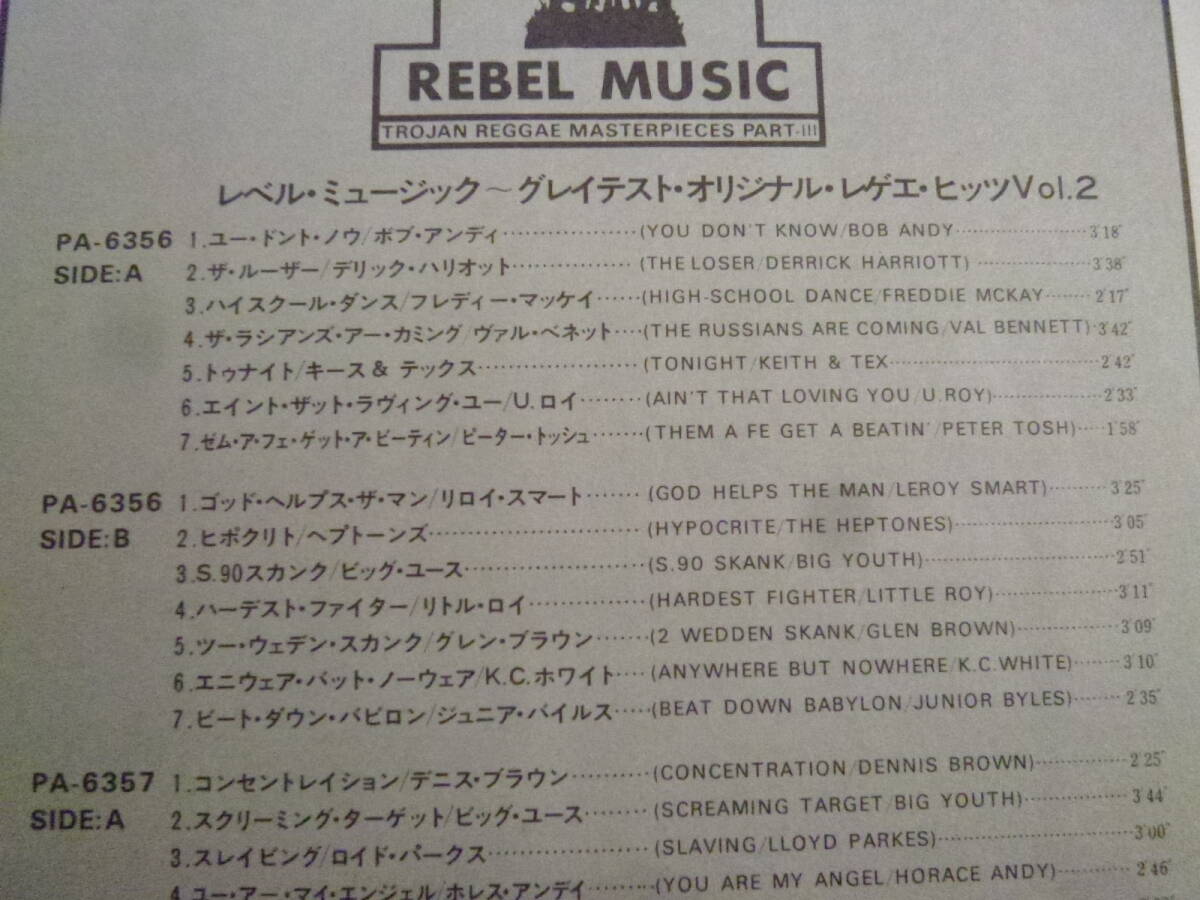 REBEL MUSIC
TROJAN REGGAE MASTERPIECES PART-III
レベル・ミュージック~グレイテスト・オリジナル・レゲエ・ヒッツVol.2
PA-6356 1.ユー・ドント・ノウ/ボブ・アンディ (YOU DON'T KNOW/BOB ANDY 3'18"
SIDE:A 2.ザ・ルーザー/デリック・ハリオット (THE LOSER/DERRICK HARRIOTT) 3'38"
3.ハイスクール・ダンス/フレディー・マッケイ (HIGH-SCHOOL DANCE/FREDDIE MCKAY 2'17"
4.ザ・ラシアンズ・アー・カミング/ヴァル・ベネット (THE RUSSIANS ARE COMING/VAL BENNETT) 3'42"
5.トゥナイト/キース & テックス (TONIGHT/KEITH & TEX 2'42"
6.エイント・ザット・ラヴィング・ユー/U.ロイ (AIN'T THAT LOVING YOU/U.ROY) 2'33"
7.ゼム・ア・フェ・ゲット・ア・ビーティン/ピーター・トッシュ (THEM A FE GET A BEATIN'/PETER TOSH) 1'58"
PA-6356 1.ゴッド・ヘルプス・ザ・マン/リロイ・スマート (GOD HELPS THE MAN/LEROY SMART) 3'25"
SIDE:B 2.ヒポクリト/ヘプトーンズ (HYPOCRITE/THE HEPTONES) 3'05"
3.S.90スカンク/ビッグ・ユース (S.90 SKANK/BIG YOUTH) 2'51"
4.ハーデスト・ファイター/リトル・ロイ (HARDEST FIGHTER/LITTLE ROY) 3'11"
5.ツー・ウェデン・スカンク/グレン・ブラウン (2 WEDDEN SKANK/GLEN BROWN) 3'09"
6.エニウェア・バット・ノーウェア/K.C.ホワイト (ANYWHERE BUT NOWHERE/K.C.WHITE) 3'10"
7.ビート・ダウン・バビロン/ジュニア・バイルス (BEAT DOWN BABYLON/JUNIOR BYLES) 2'35"
PA-6357 1.コンセントレイション/デニス・ブラウン (CONCENTRATION/DENNIS BROWN) 2'25"
SIDE:A 2.スクリーミング・ターゲット/ビッグ・ユース (SCREAMING TARGET/BIG YOUTH) 3'44"
3.スレイビング/ロイド・パークス (SLAVING/LLOYD PARKES) 3'00"
4.ユー・アー・マイ・エンジェル/ホレス・アンディ (YOU ARE MY ANGEL/HORACE ANDY) 2'46"